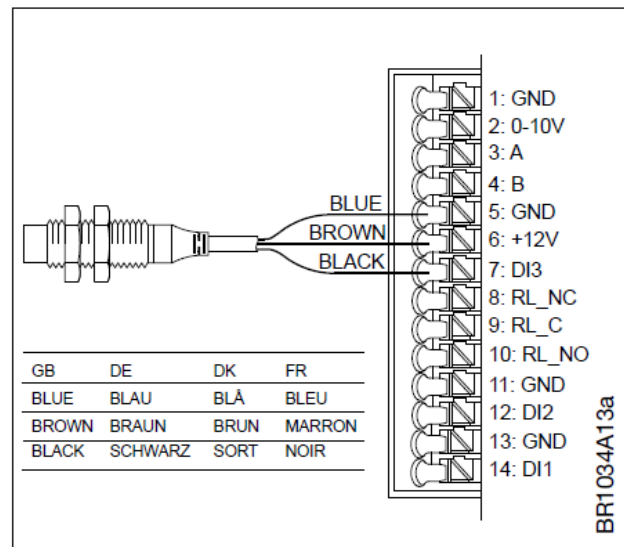 1: GND
2: 0-10V
3: A
4: B
BLUE
5: GND
BROWN
6: +12V
BLACK
7: DI3
8: RL_NC
9: RL_C
10: RL_NO
11: GND
12: DI2
13: GND
14: DI1
GB DE DK FR
BLUE BLAU BLÅ BLEU
BROWN BRAUN BRUN MARRON
BLACK SCHWARZ SORT NOIR
BR1034A13a